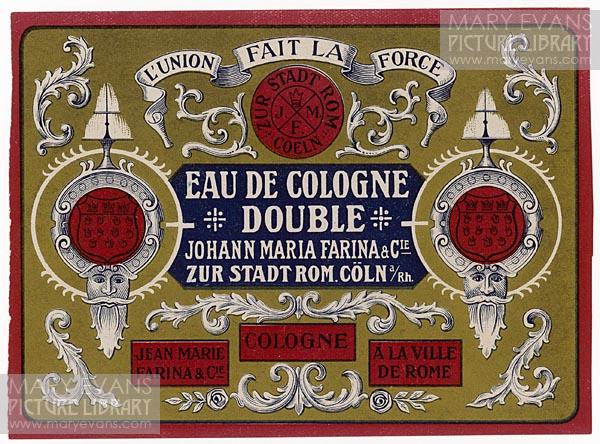 L'UNION FAIT LA FORCE
ZUR STADT ROM
J. M.
F.
COELN
EAU DE COLOGNE
DOUBLE
JOHANN MARIA FARINA & CIE
ZUR STADT ROM. CÖLN a/Rh.
JEAN MARIE
FARINA & CIE
COLOGNE
À LA VILLE
DE ROME
MARY EVANS
PICTURE LIBRARY
www.maryevans.com
MARY EVANS
PICTURE LIBRARY
www.maryevans.com